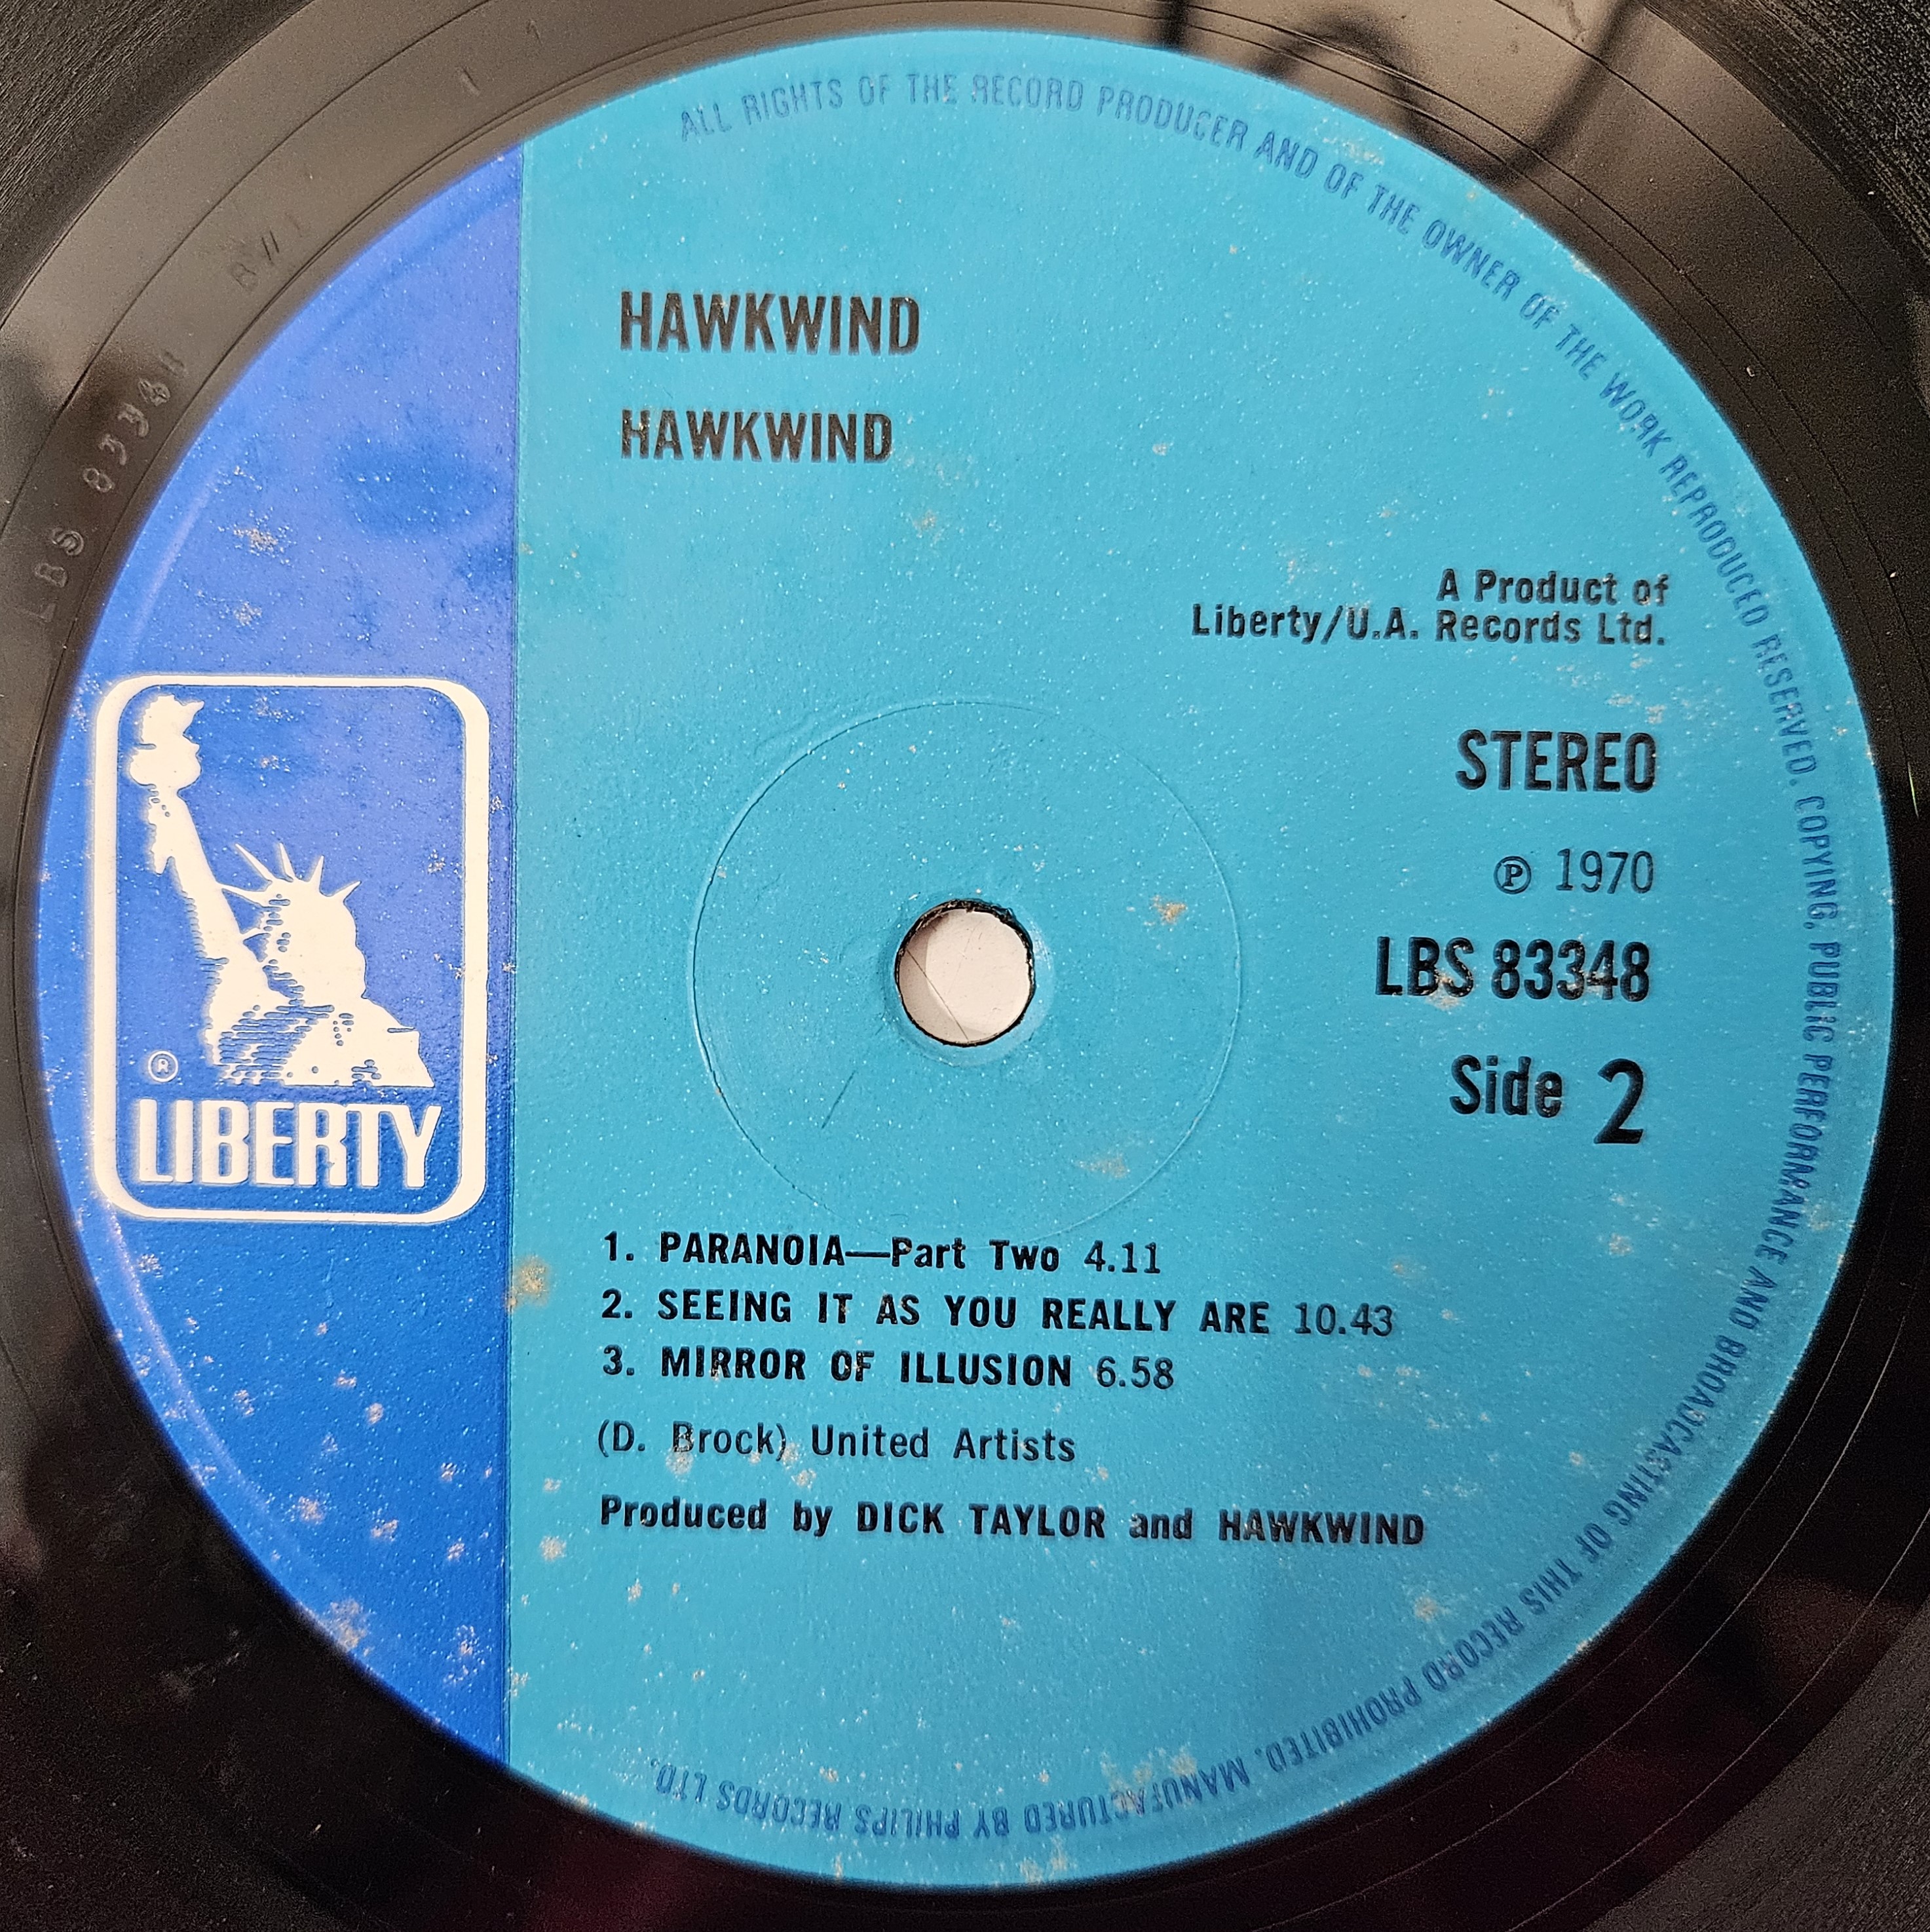 ALL RIGHTS OF THE RECORD PRODUCER AND OF THE OWNER OF THE WORK REPRODUCED RESERVED. COPYING, PUBLIC PERFORMANCE AND BROADCASTING OF THIS RECORD PROHIBITED. MANUFACTURED BY PHILIPS RECORDS LTD.
HAWKWIND
HAWKWIND
A Product of
Liberty/U.A. Records Ltd.
STEREO
℗ 1970
LBS 83348
Side 2
®
LIBERTY
1. PARANOIA—Part Two 4.11
2. SEEING IT AS YOU REALLY ARE 10.43
3. MIRROR OF ILLUSION 6.58
(D. Brock) United Artists
Produced by DICK TAYLOR and HAWKWIND
LBS 83348